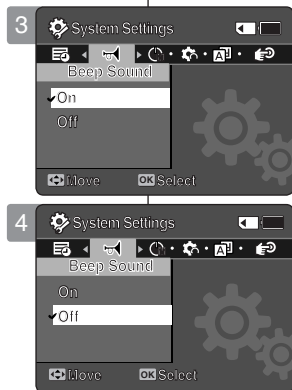 3
System Settings
Beep Sound
On
Off
Move OK Select
4
System Settings
A
Beep Sound
On
Off
Move OK Select